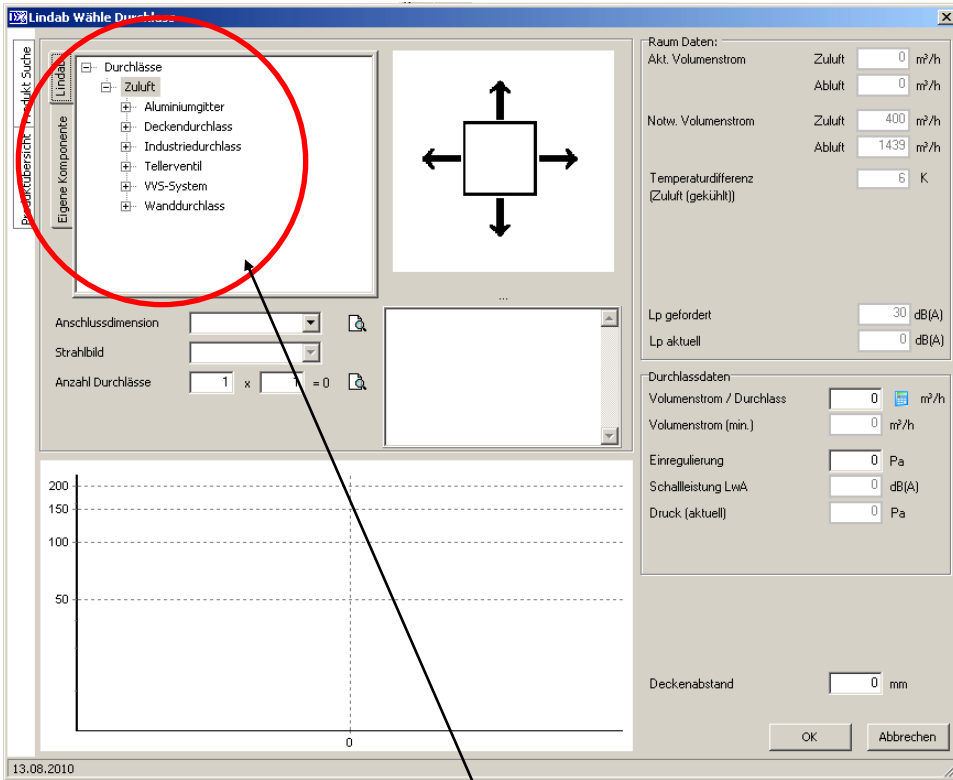 Lindab Wähle Durchlass
Produkt Suche
Produktübersicht
Lindab
Eigene Komponente
Durchlässe
Zuluft
Aluminiumgitter
Deckendurchlass
Industriedurchlass
Tellerventil
VVS-System
Wanddurchlass
...
Anschlussdimension
Strahlbild
Anzahl Durchlässe 1 x 1 = 0
200
150
100
50
0
Raum Daten:
Akt. Volumenstrom Zuluft 0 m³/h
Abluft 0 m³/h
Notw. Volumenstrom Zuluft 400 m³/h
Abluft 1439 m³/h
Temperaturdifferenz 6 K
(Zuluft (gekühlt))
Lp gefordert 30 dB(A)
Lp aktuell 0 dB(A)
Durchlassdaten
Volumenstrom / Durchlass 0 m³/h
Volumenstrom (min.) 0 m³/h
Einregulierung 0 Pa
Schallleistung LwA 0 dB(A)
Druck (aktuell) 0 Pa
Deckenabstand 0 mm
OK Abbrechen
13.08.2010